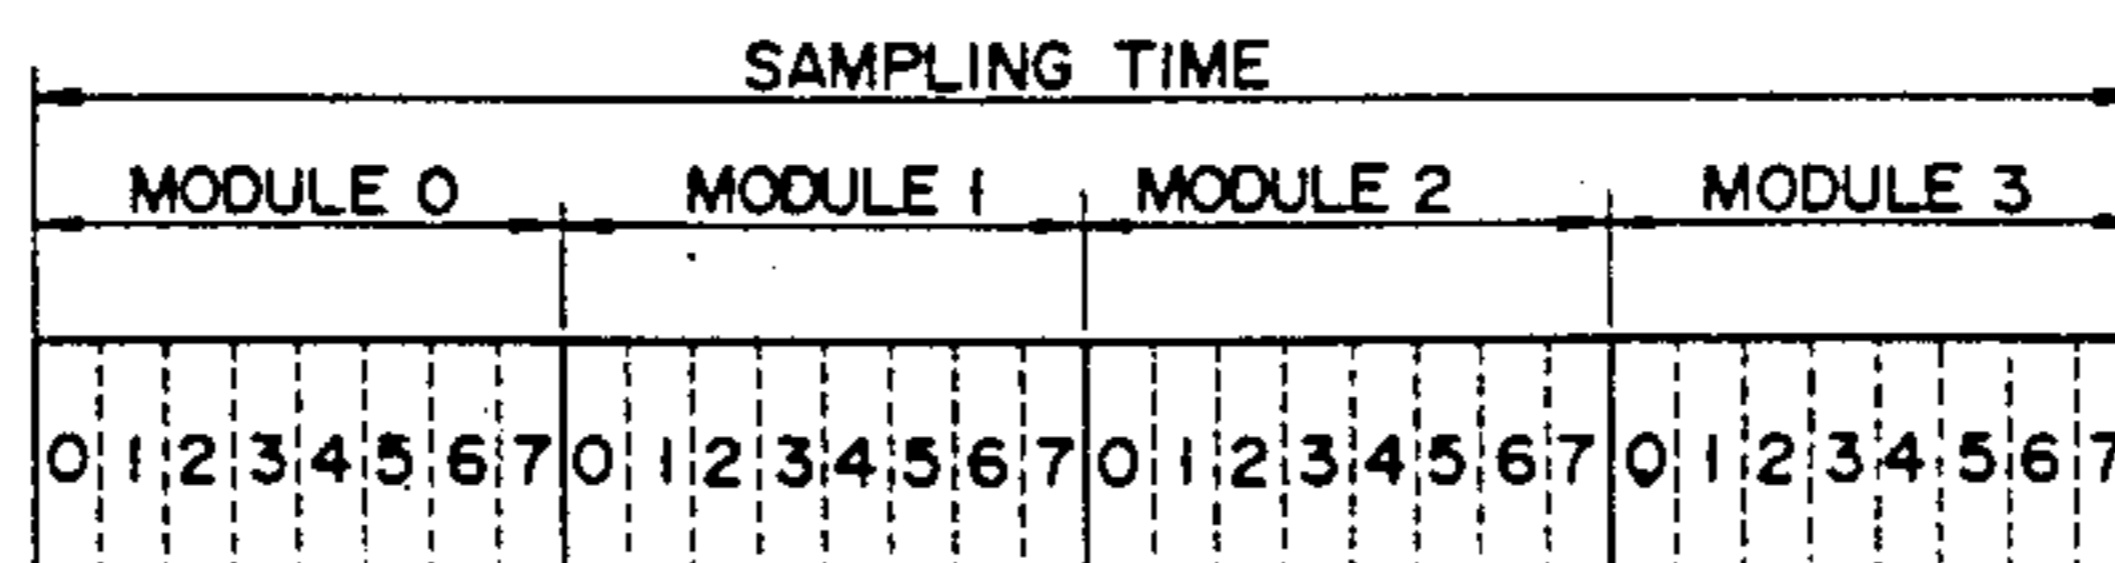 SAMPLING TIME
MODULE 0 MODULE 1 MODULE 2 MODULE 3
0 1 2 3 4 5 6 7 0 1 2 3 4 5 6 7 0 1 2 3 4 5 6 7 0 1 2 3 4 5 6 7